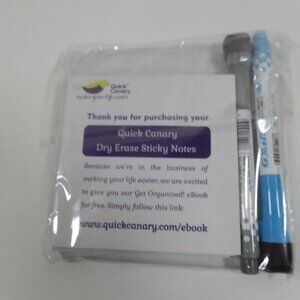 Quick
Canary
makes your life easier
Thank you for purchasing your
Quick Canary
Dry Erase Sticky Notes
Because we're in the business of
making your life easier, we are excited
to give you our Get Organized! eBook
for free. Simply follow this link:
www.quickcanary.com/ebook